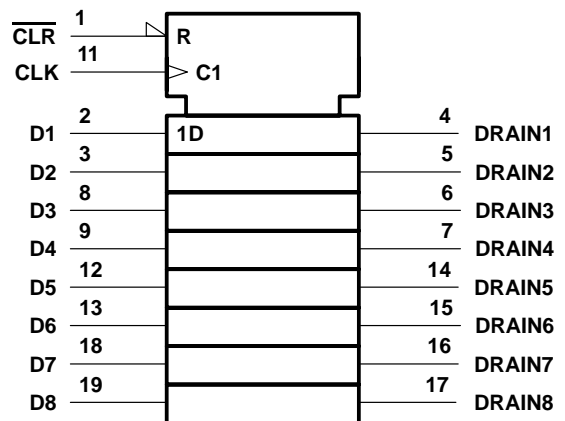 CLR 1 R
CLK 11 C1
D1 2 1D 4 DRAIN1
D2 3 5 DRAIN2
D3 8 6 DRAIN3
D4 9 7 DRAIN4
D5 12 14 DRAIN5
D6 13 15 DRAIN6
D7 18 16 DRAIN7
D8 19 17 DRAIN8